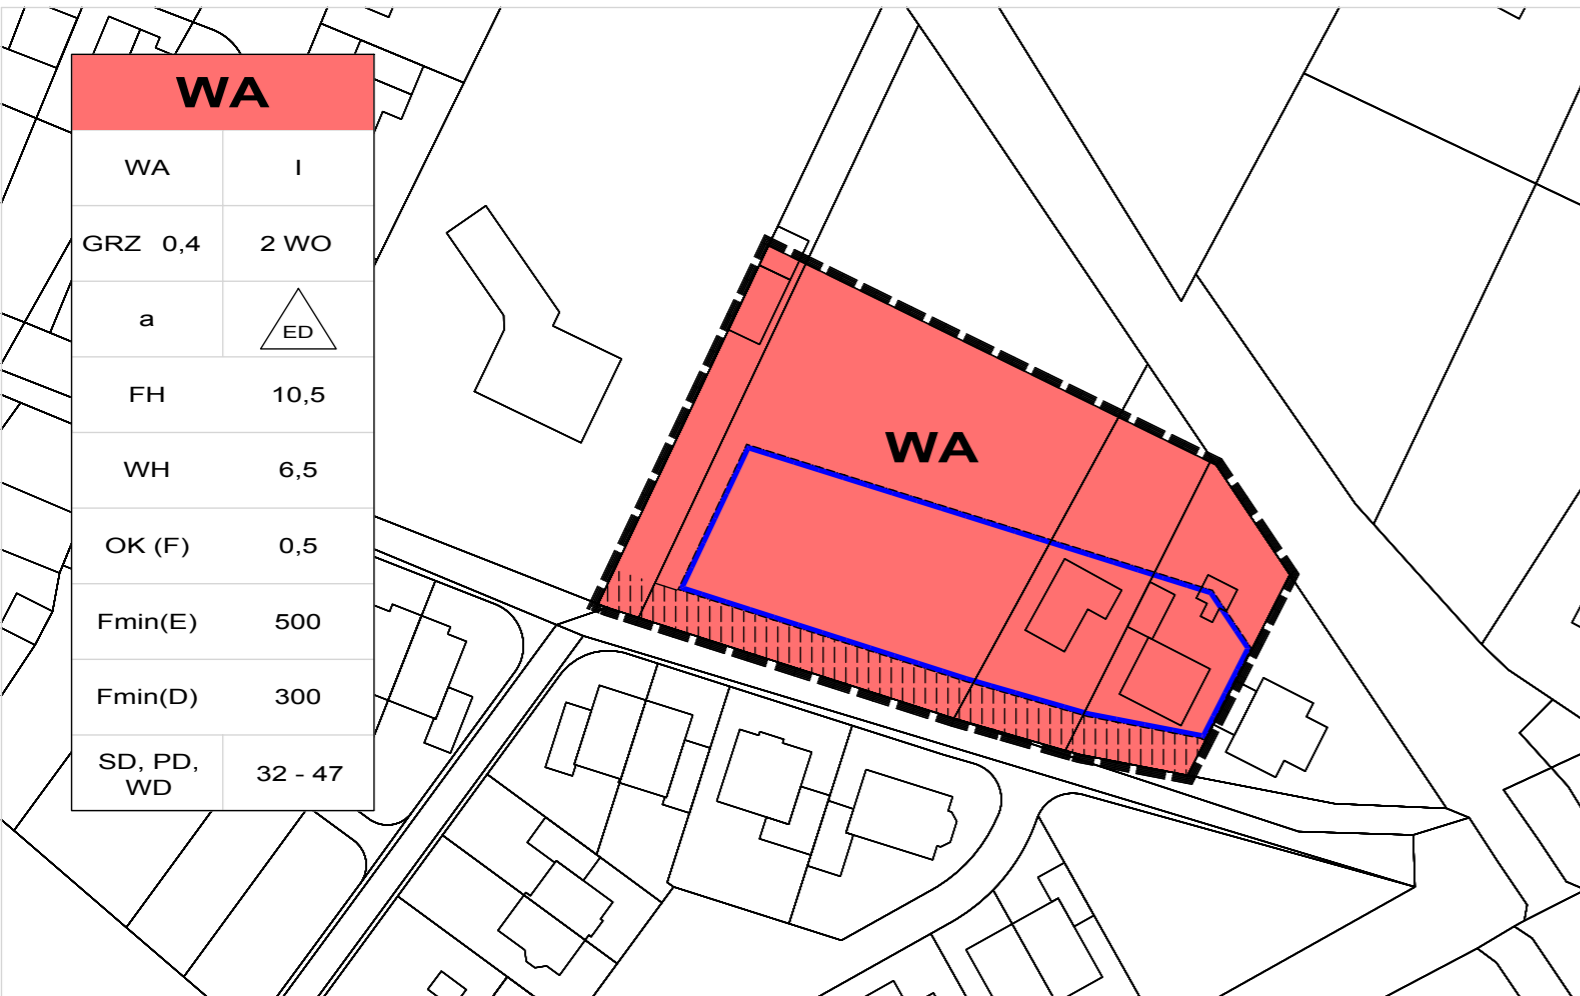 WA
WA I
GRZ 0,4 2 WO
a ED
FH 10,5
WH 6,5
OK (F) 0,5
Fmin(E) 500
Fmin(D) 300
SD, PD,
WD 32 - 47
WA